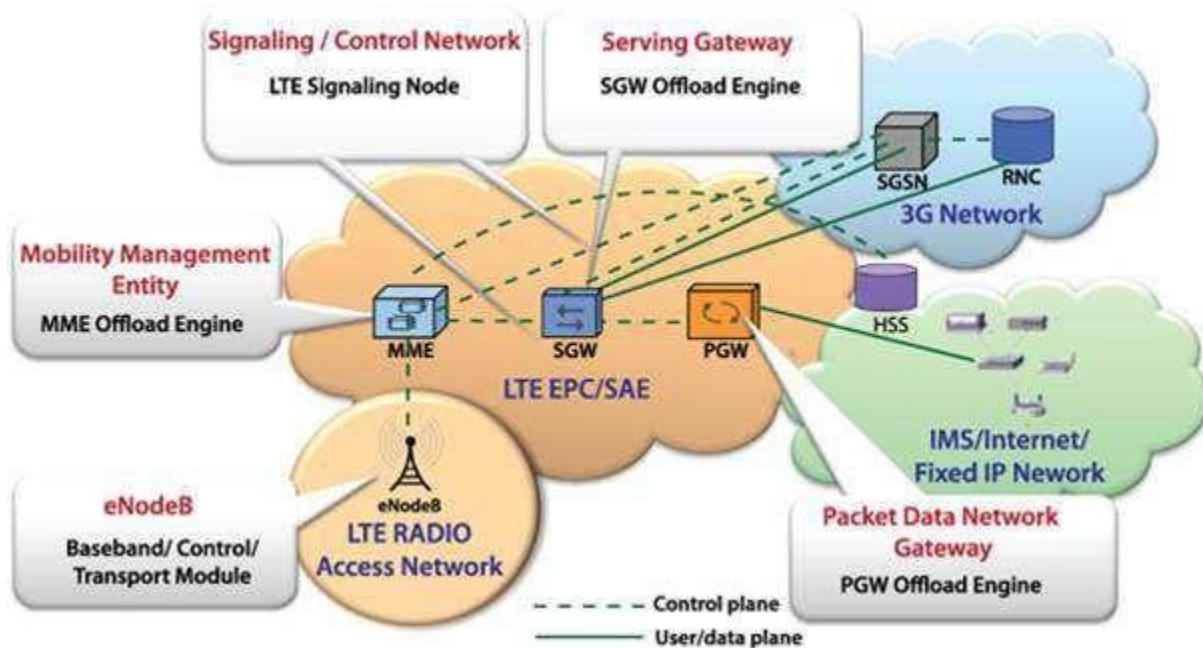 Signaling / Control Network
LTE Signaling Node
Serving Gateway
SGW Offload Engine
SGSN
RNC
3G Network
Mobility Management
Entity
MME Offload Engine
MME
SGW
PGW
HSS
LTE EPC/SAE
IMS/Internet/
Fixed IP Nework
eNodeB
Baseband/ Control/
Transport Module
eNodeB
LTE RADIO
Access Network
Packet Data Network
Gateway
PGW Offload Engine
Control plane
User/data plane